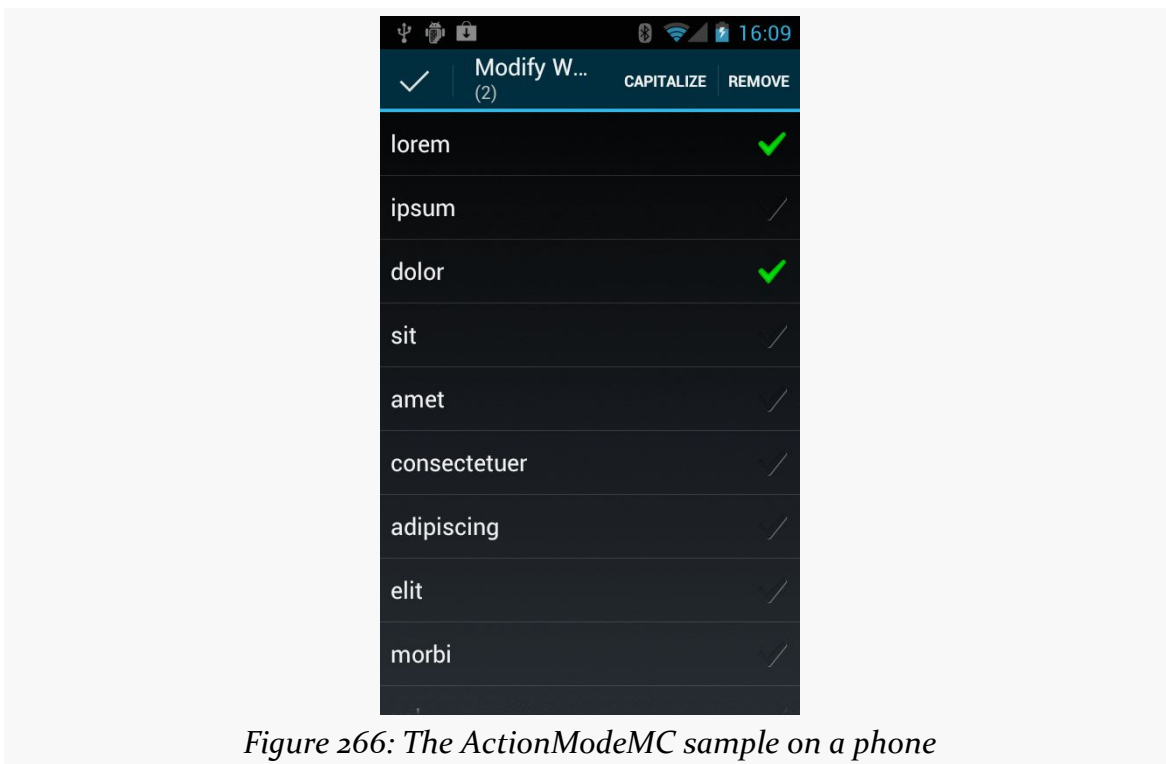 16:09
Modify W...
(2)
CAPITALIZE
REMOVE
lorem
ipsum
dolor
sit
amet
consectetuer
adipiscing
elit
morbi
Figure 266: The ActionModeMC sample on a phone